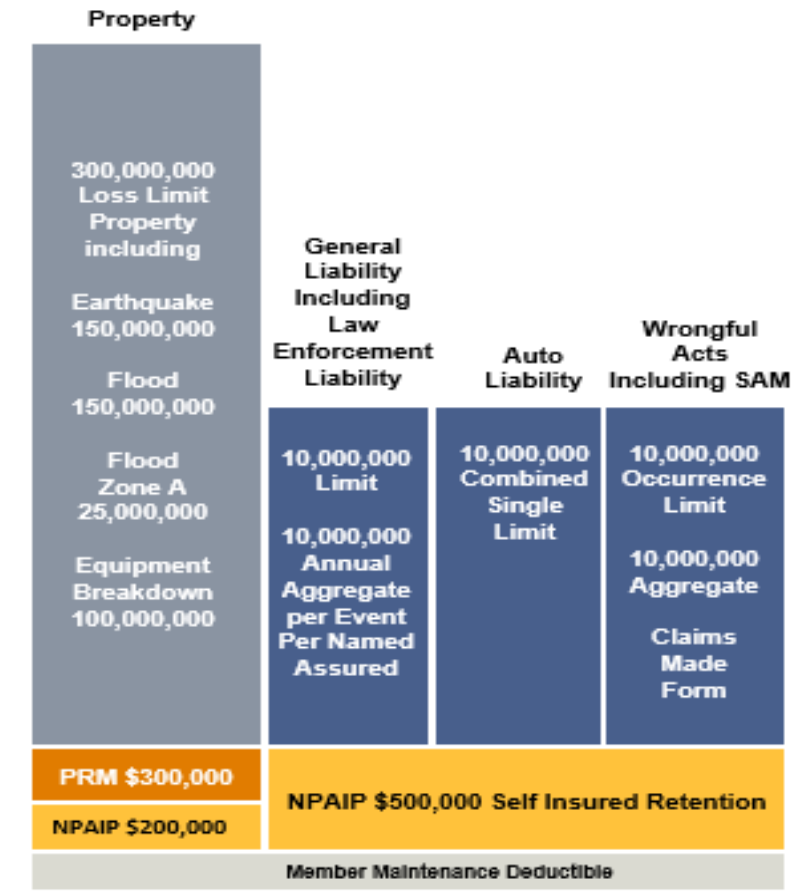 Property
300,000,000
Loss Limit
Property
including
Earthquake
150,000,000
Flood
150,000,000
Flood
Zone A
25,000,000
Equipment
Breakdown
100,000,000
General
Liability
Including
Law
Enforcement
Liability
10,000,000
Limit
10,000,000
Annual
Aggregate
per Event
Per Named
Assured
Auto
Liability
10,000,000
Combined
Single
Limit
Wrongful
Acts
Including SAM
10,000,000
Occurrence
Limit
10,000,000
Aggregate
Claims
Made
Form
PRM $300,000
NPAIP $200,000
NPAIP $500,000 Self Insured Retention
Member Maintenance Deductible